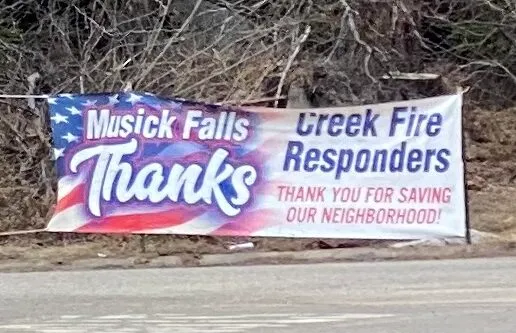 Musick Falls
Thanks
Creek Fire
Responders
THANK YOU FOR SAVING
OUR NEIGHBORHOOD!